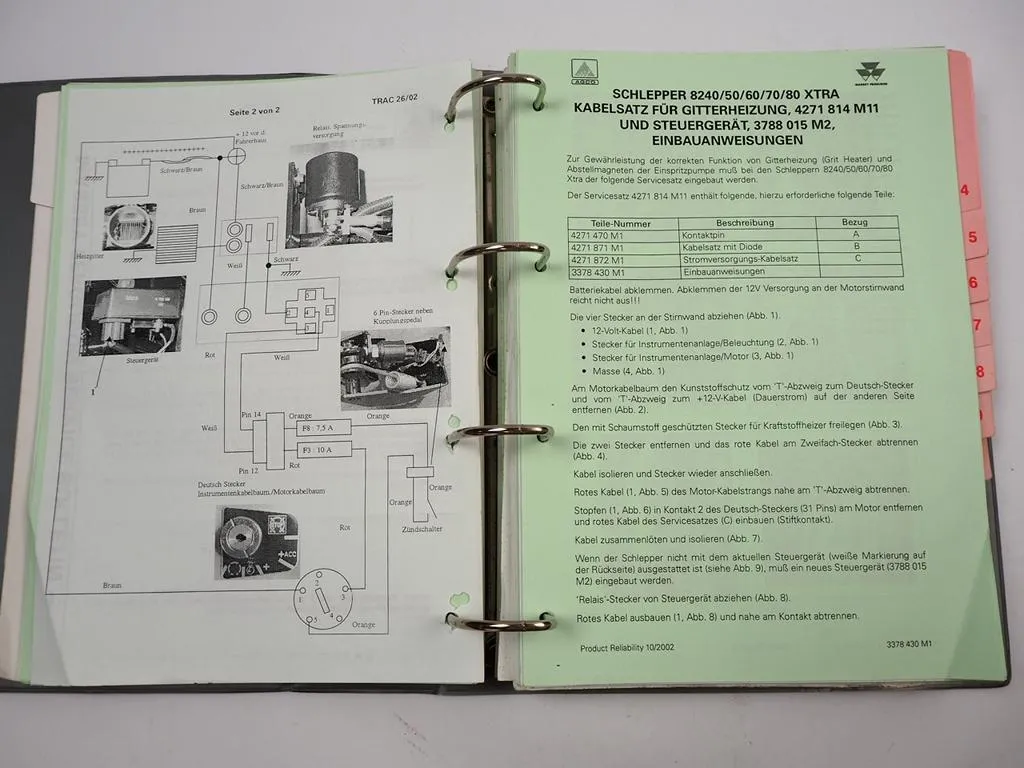 Seite 2 von 2
TRAC 26/02
+ 12 vor d.
Fahrerhaus
Relais. Spannungs-
versorgung
Schwarz/Braun
Schwarz/Braun
Braun
Heizgitter
Weiß
Schwarz
Steuergerät
1
Rot
Weiß
6 Pin-Stecker neben
Kupplungspedal
Weiß
Pin 14
Orange
Orange
F8 : 7,5 A
F3 : 10 A
Pin 12
Rot
Deutsch Stecker
Instrumentenkabelbaum./Motorkabelbaum
Orange
Orange
Zündschalter
Rot
+ACC
Braun
2
1
3
5
4
Orange
AGCO
MASSEY FERGUSON
SCHLEPPER 8240/50/60/70/80 XTRA
KABELSATZ FÜR GITTERHEIZUNG, 4271 814 M11
UND STEUERGERÄT, 3788 015 M2,
EINBAUANWEISUNGEN
Zur Gewährleistung der korrekten Funktion von Gitterheizung (Grit Heater) und
Abstellmagneten der Einspritzpumpe muß bei den Schleppern 8240/50/60/70/80
Xtra der folgende Servicesatz eingebaut werden.
Der Servicesatz 4271 814 M11 enthält folgende, hierzu erforderliche folgende Teile:
Teile-Nummer Beschreibung Bezug
4271 470 M1 Kontaktpin A
4271 871 M1 Kabelsatz mit Diode B
4271 872 M1 Stromversorgungs-Kabelsatz C
3378 430 M1 Einbauanweisungen
Batteriekabel abklemmen. Abklemmen der 12V Versorgung an der Motorstirnwand
reicht nicht aus!!!
Die vier Stecker an der Stirnwand abziehen (Abb. 1).
• 12-Volt-Kabel (1, Abb. 1)
• Stecker für Instrumentenanlage/Beleuchtung (2, Abb. 1)
• Stecker für Instrumentenanlage/Motor (3, Abb. 1)
• Masse (4, Abb. 1)
Am Motorkabelbaum den Kunststoffschutz vom 'T'-Abzweig zum Deutsch-Stecker
und vom 'T'-Abzweig zum +12-V-Kabel (Dauerstrom) auf der anderen Seite
entfernen (Abb. 2).
Den mit Schaumstoff geschützten Stecker für Kraftstoffheizer freilegen (Abb. 3).
Die zwei Stecker entfernen und das rote Kabel am Zweifach-Stecker abtrennen
(Abb. 4).
Kabel isolieren und Stecker wieder anschließen.
Rotes Kabel (1, Abb. 5) des Motor-Kabelstrangs nahe am 'T'-Abzweig abtrennen.
Stopfen (1, Abb. 6) in Kontakt 2 des Deutsch-Steckers (31 Pins) am Motor entfernen
und rotes Kabel des Servicesatzes (C) einbauen (Stiftkontakt).
Kabel zusammenlöten und isolieren (Abb. 7).
Wenn der Schlepper nicht mit dem aktuellen Steuergerät (weiße Markierung auf
der Rückseite) ausgestattet ist (siehe Abb. 9), muß ein neues Steuergerät (3788 015
M2) eingebaut werden.
'Relais'-Stecker von Steuergerät abziehen (Abb. 8).
Rotes Kabel ausbauen (1, Abb. 8) und nahe am Kontakt abtrennen.
Product Reliability 10/2002
3378 430 M1
4
5
6
7
8